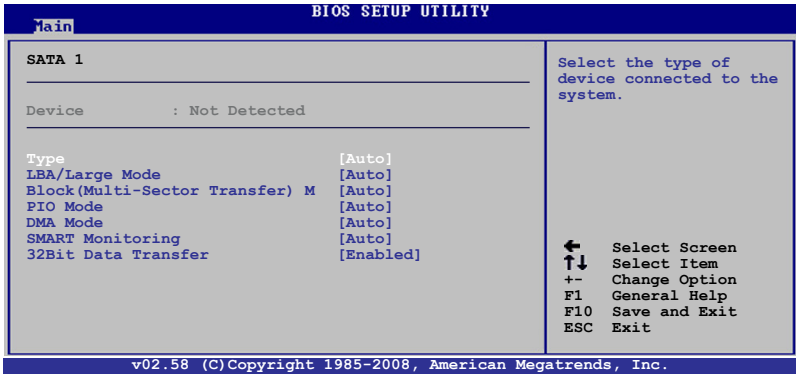 BIOS SETUP UTILITY
Main
SATA 1
Device : Not Detected
Type [Auto]
LBA/Large Mode [Auto]
Block(Multi-Sector Transfer) M [Auto]
PIO Mode [Auto]
DMA Mode [Auto]
SMART Monitoring [Auto]
32Bit Data Transfer [Enabled]
Select the type of
device connected to the
system.
← Select Screen
↑↓ Select Item
+- Change Option
F1 General Help
F10 Save and Exit
ESC Exit
v02.58 (C)Copyright 1985-2008, American Megatrends, Inc.